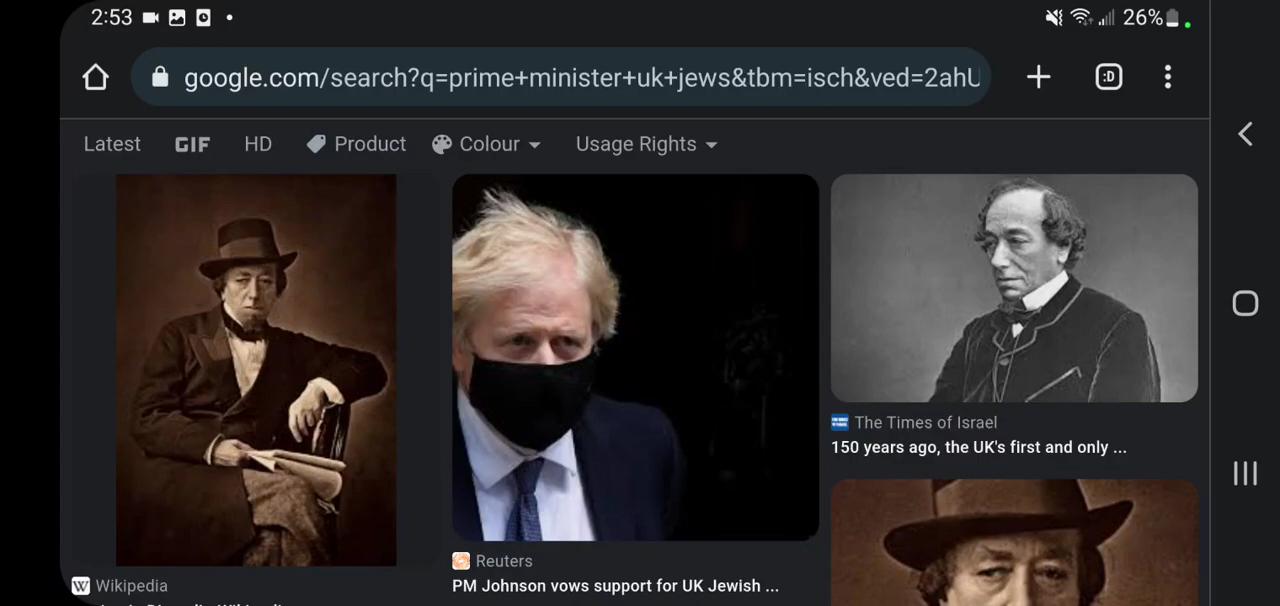 2:53
26%
google.com/search?q=prime+minister+uk+jews&tbm=isch&ved=2ahU
:D
Latest GIF HD Product Colour Usage Rights
The Times of Israel
150 years ago, the UK's first and only ...
Reuters
PM Johnson vows support for UK Jewish ...
W Wikipedia